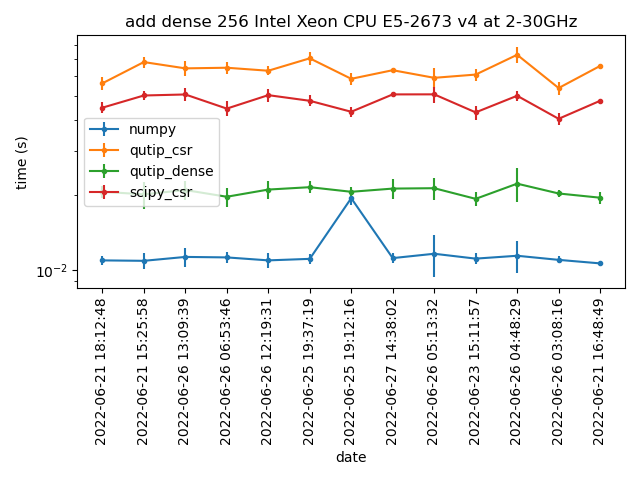 add dense 256 Intel Xeon CPU E5-2673 v4 at 2-30GHz
time (s)
10⁻²
numpy
qutip_csr
qutip_dense
scipy_csr
2022-06-21 18:12:48
2022-06-21 15:25:58
2022-06-26 13:09:39
2022-06-26 06:53:46
2022-06-26 12:19:31
2022-06-25 19:37:19
2022-06-25 19:12:16
2022-06-27 14:38:02
2022-06-26 05:13:32
2022-06-23 15:11:57
2022-06-26 04:48:29
2022-06-26 03:08:16
2022-06-21 16:48:49
date